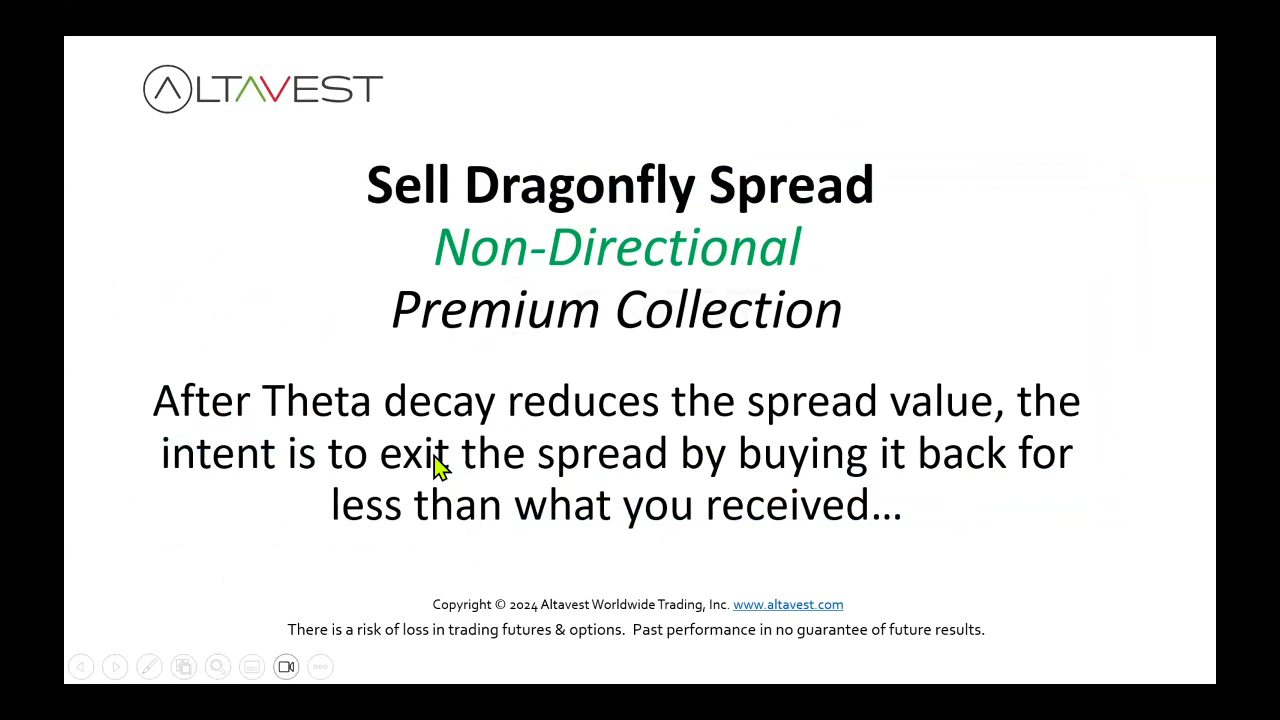 ALTAVEST
Sell Dragonfly Spread
Non-Directional
Premium Collection
After Theta decay reduces the spread value, the
intent is to exit the spread by buying it back for
less than what you received…
Copyright © 2024 Altavest Worldwide Trading, Inc. www.altavest.com
There is a risk of loss in trading futures & options.  Past performance in no guarantee of future results.